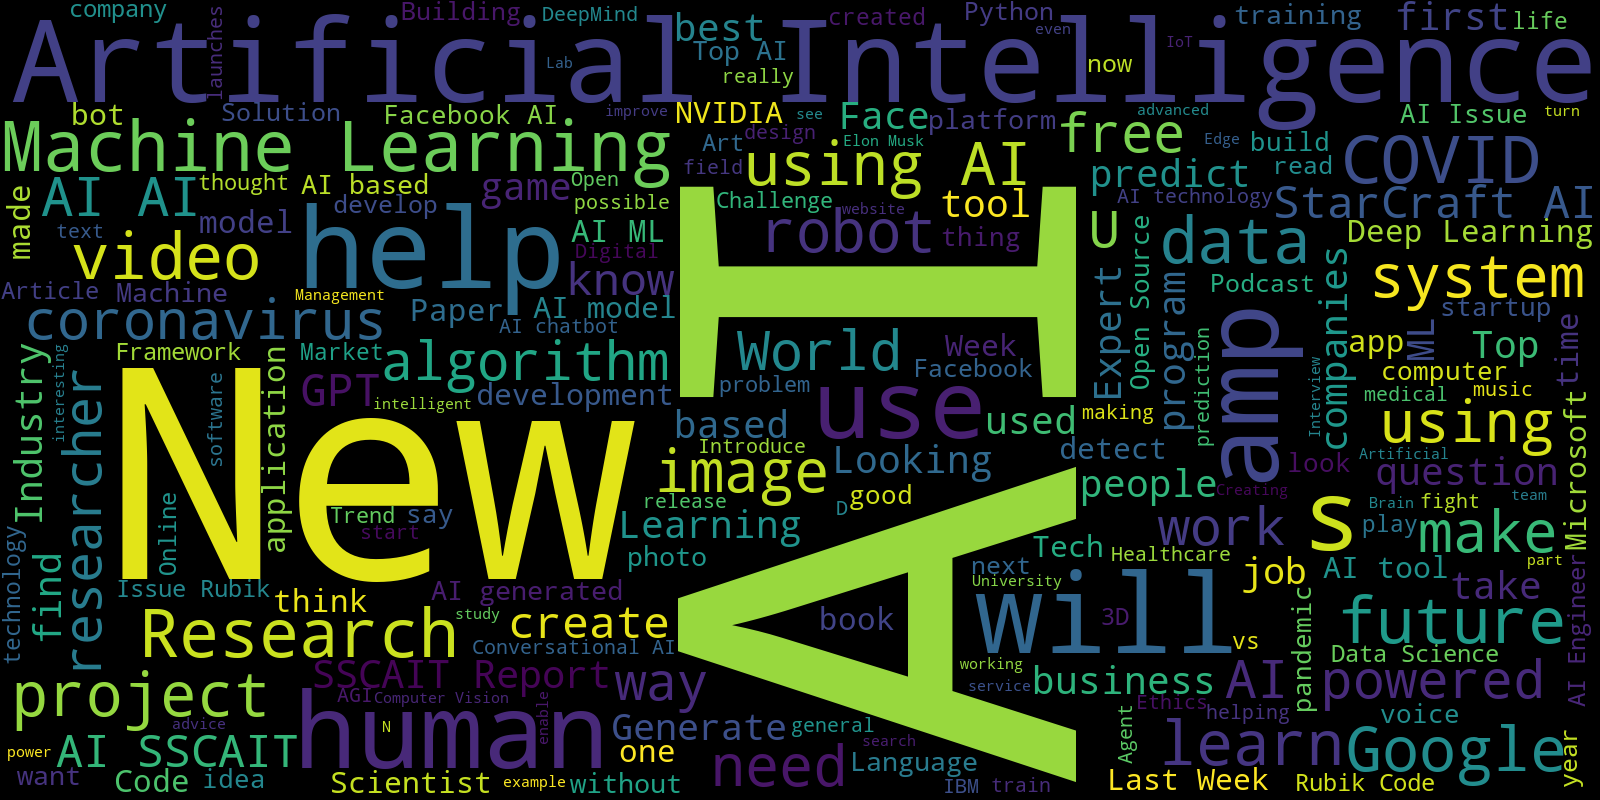 company
Building
DeepMind
best
created
Python
training
first
life
Artificial Intelligence
launches
Lab
Top AI
really
even
IoT
now
bot
Solution
Facebook AI
improve
NVIDIA
see
Face
platform
free
advanced
AI Issue
turn
Machine Learning
Art
design
Elon Musk
Edge
build
COVID
field
using AI
predict
read
made
AI AI
thought
AI based
game
Open
possible
Challenge
website
tool
AI technology
StarCraft AI
text
model
develop
help
AI ML
robot
thing
U
data
Deep Learning
video
Digital
know
AI
Expert
Open Source
program
Podcast
companies
system
Article
Machine
Management
Paper
AI model
startup
coronavirus
AI chatbot
World
Week
amp
ML
time
Industry
interesting
Framework
Market
algorithm
Facebook
prediction
Interview
app
Top
researcher
software
application
GPT
intelligent
development
problem
use
computer
medical
music
New
based
used
making
using
Microsoft
Introduce
Looking
detect
look
Artificial
question
image
release
D
good
people
Creating
Brain
fight
team
technology
Online
Trend
say
start
Learning
work
s
play
make
find
photo
Tech
Healthcare
part
Issue Rubik
think
AI generated
next
University
will
job
AI tool
take
Research
study
create
book
3D
vs
pandemic
future
AI Engineer
Conversational AI
working
Data Science
project
SSCAIT Report
way
service
business
AI
powered
AGI
Computer Vision
enable
Ethics
advice
human
N
Generate
general
Agent
helping
learn
voice
power
AI SSCAIT
one
need
search
Google
year
want
Code
idea
Scientist
example
without
Language
IBM
train
Last Week
Rubik Code